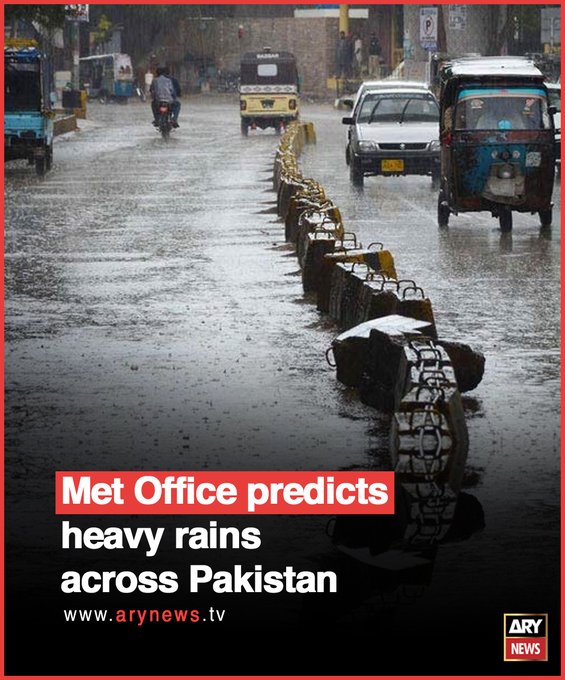 Met Office predicts
heavy rains
across Pakistan
www.arynews.tv
ARY
NEWS